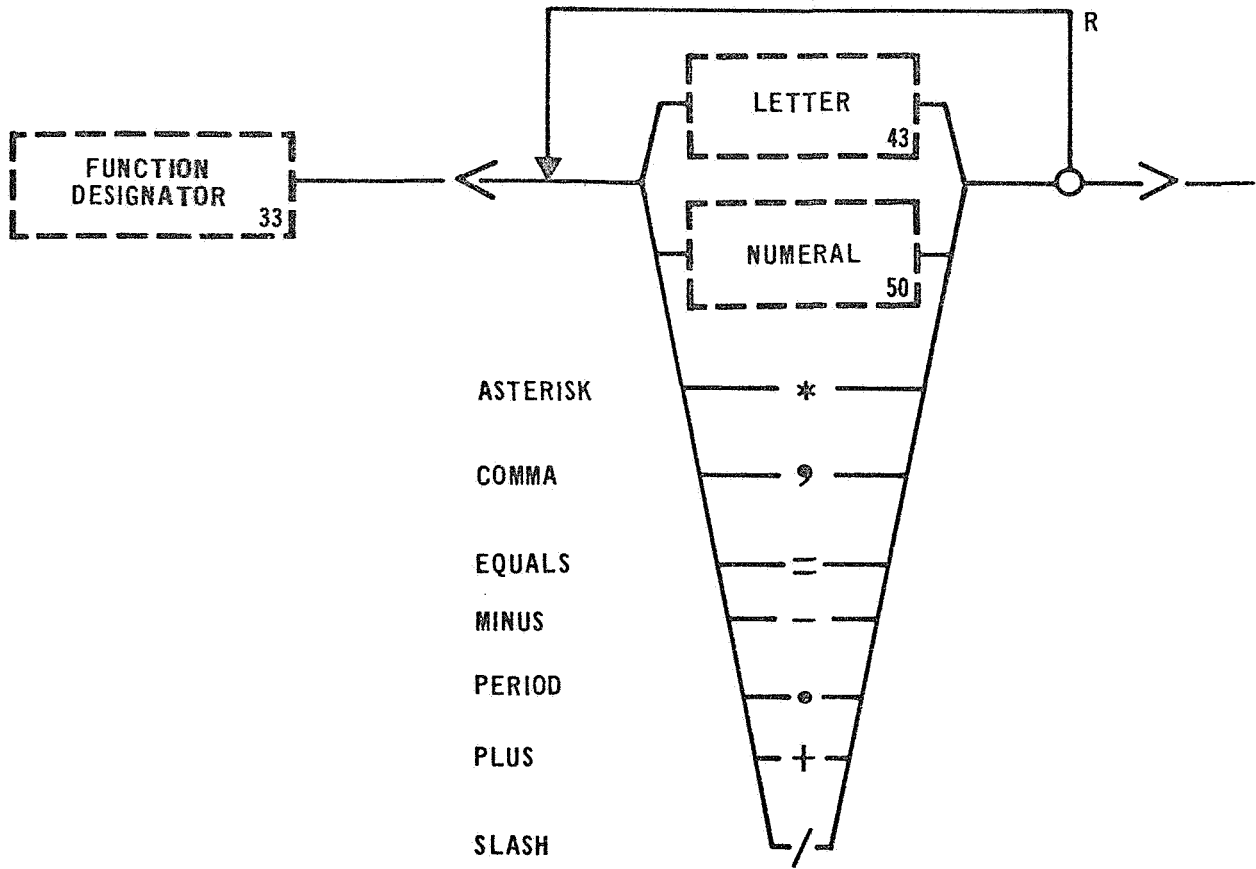 R
LETTER
43
FUNCTION
DESIGNATOR
33
<
>
NUMERAL
50
ASTERISK *
COMMA ,
EQUALS =
MINUS -
PERIOD .
PLUS +
SLASH /